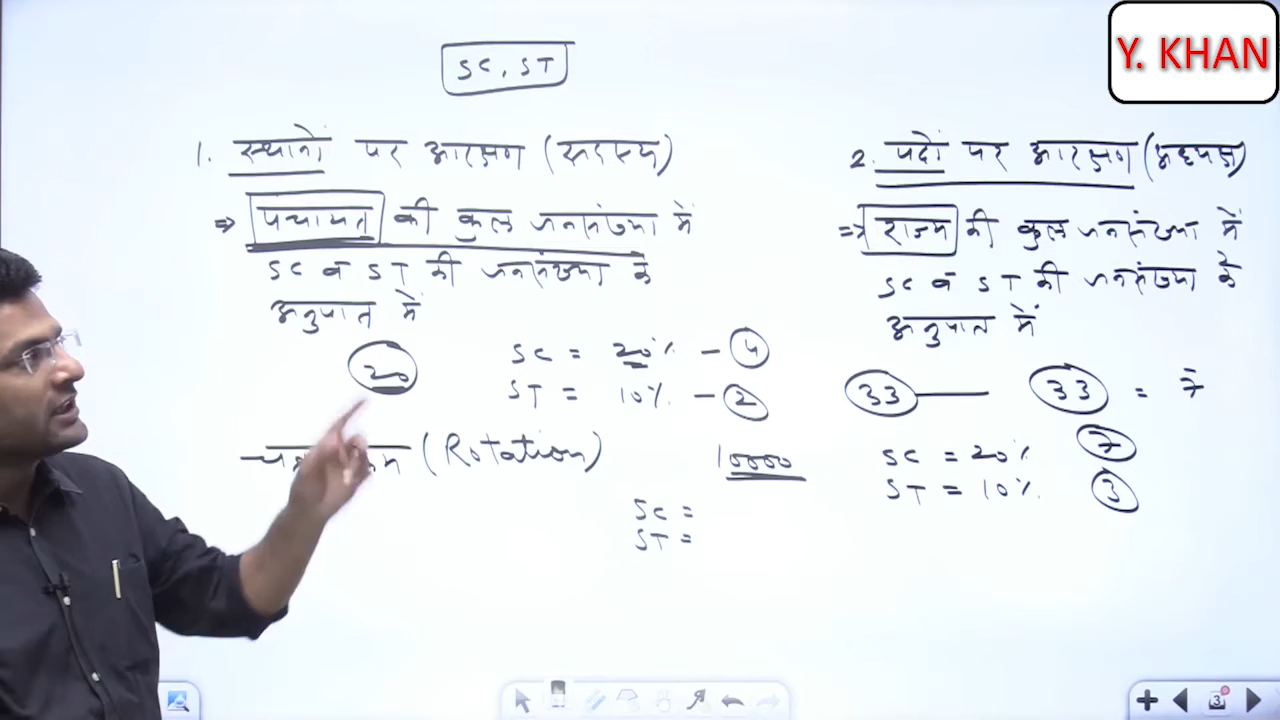 Y. KHAN
SC, ST
1. स्थानों पर आरक्षण (सदस्य)
⇒ पंचायत की कुल जनसंख्या में
SC व ST की जनसंख्या के
अनुपात में
20
SC = 20% - 4
ST = 10% - 2
(Rotation)
10000
SC =
ST =
2. पदों पर आरक्षण (अध्यक्ष)
⇒ राज्य की कुल जनसंख्या में
SC व ST की जनसंख्या के
अनुपात में
33 — 33 = 7
SC = 20% 7
ST = 10% 3
3